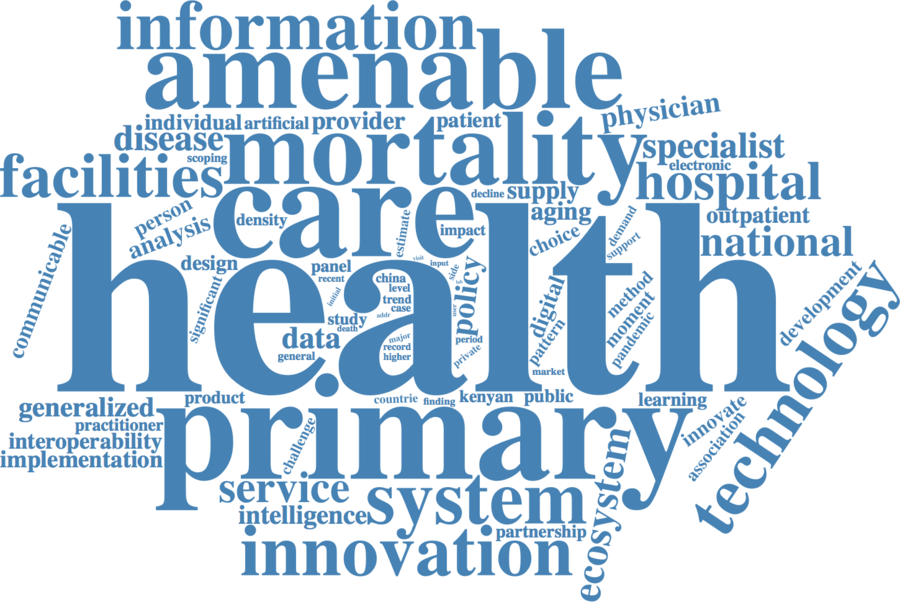 information
amenable
physician
individual
artificial
provider
patient
disease
mortality
specialist
scoping
electronic
facilities
hospital
care
decline
supply
person
density
estimate
impact
aging
demand
outpatient
communicable
analysis
choice
support
national
health
design
significant
panel
recent
initial
visit
input
side
china
level
trend
case
addr
policy
user
digital
method
moment
development
technology
study
death
data
general
major
record
higher
period
private
pattern
pandemic
market
generalized
product
countrie
finding
kenyan
public
learning
practitioner
primary
innovate
interoperability
challenge
association
implementation
service
system
ecosystem
intelligence
partnership
innovation